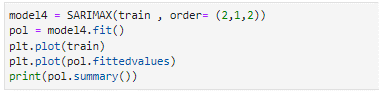 model4 = SARIMAX(train , order= (2,1,2))
pol = model4.fit()
plt.plot(train)
plt.plot(pol.fittedvalues)
print(pol.summary())